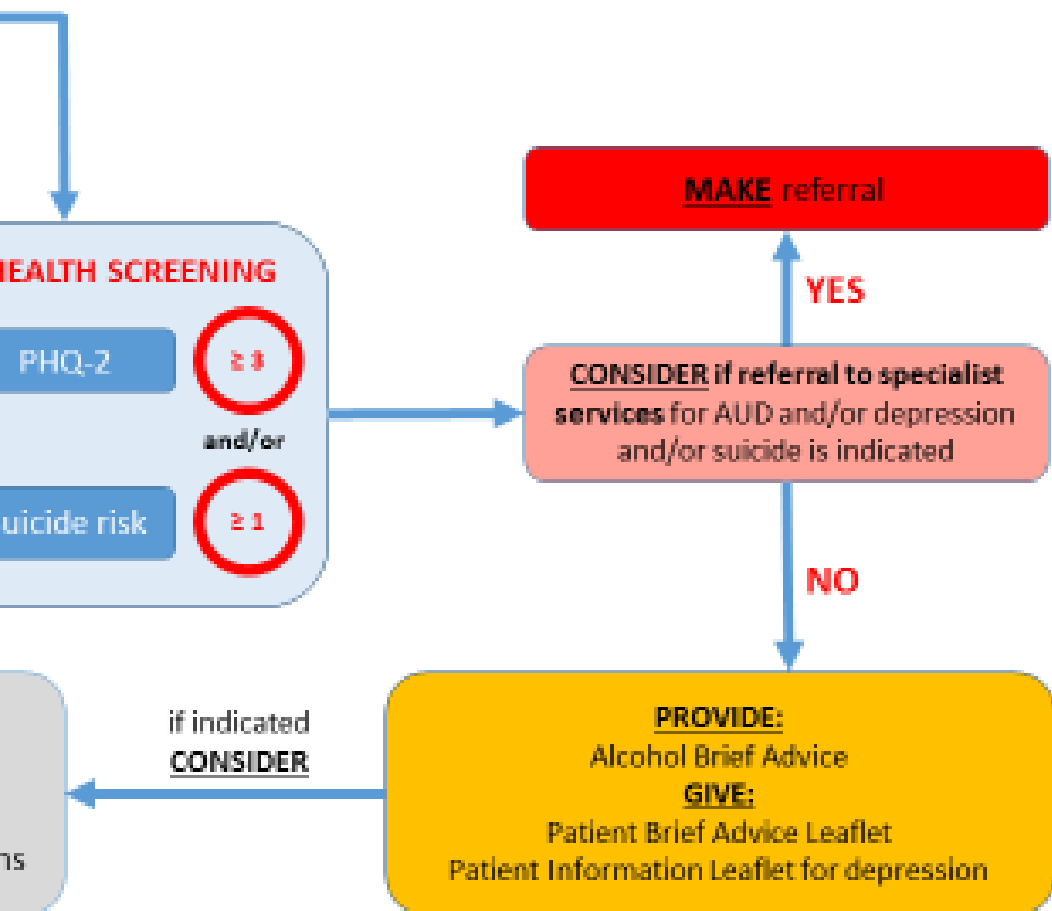 MAKE referral
HEALTH SCREENING
YES
PHQ-2
≥ 3
CONSIDER if referral to specialist
services for AUD and/or depression
and/or suicide is indicated
and/or
uicide risk
≥ 1
NO
if indicated
CONSIDER
PROVIDE:
Alcohol Brief Advice
GIVE:
Patient Brief Advice Leaflet
Patient Information Leaflet for depression
ns